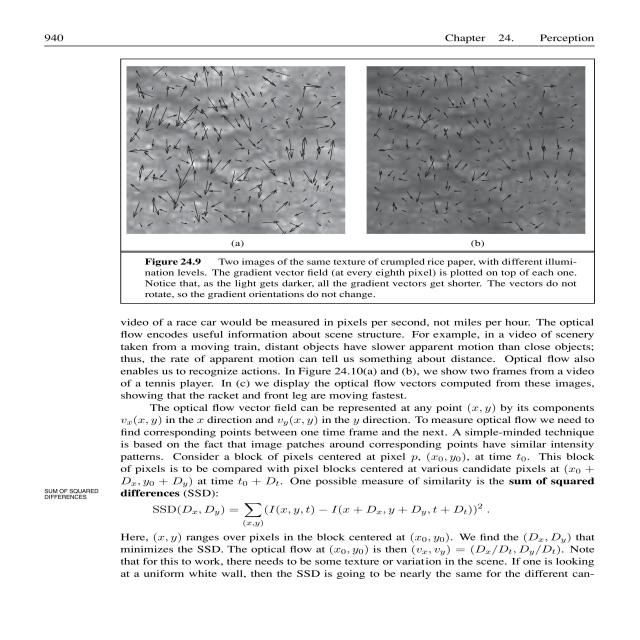 940
Chapter 24. Perception
(a)
(b)
Figure 24.9 Two images of the same texture of crumpled rice paper, with different illumi-
nation levels. The gradient vector field (at every eighth pixel) is plotted on top of each one.
Notice that, as the light gets darker, all the gradient vectors get shorter. The vectors do not
rotate, so the gradient orientations do not change.
video of a race car would be measured in pixels per second, not miles per hour. The optical
flow encodes useful information about scene structure. For example, in a video of scenery
taken from a moving train, distant objects have slower apparent motion than close objects;
thus, the rate of apparent motion can tell us something about distance. Optical flow also
enables us to recognize actions. In Figure 24.10(a) and (b), we show two frames from a video
of a tennis player. In (c) we display the optical flow vectors computed from these images,
showing that the racket and front leg are moving fastest.
The optical flow vector field can be represented at any point (x, y) by its components
v_x(x, y) in the x direction and v_y(x, y) in the y direction. To measure optical flow we need to
find corresponding points between one time frame and the next. A simple-minded technique
is based on the fact that image patches around corresponding points have similar intensity
patterns. Consider a block of pixels centered at pixel p, (x₀, y₀), at time t₀. This block
of pixels is to be compared with pixel blocks centered at various candidate pixels at (x₀ +
D_x, y₀ + D_y) at time t₀ + D_t. One possible measure of similarity is the sum of squared
SUM OF SQUARED
DIFFERENCES
differences (SSD):
SSD(D_x, D_y) = ∑_(x,y) (I(x, y, t) − I(x + D_x, y + D_y, t + D_t))² .
Here, (x, y) ranges over pixels in the block centered at (x₀, y₀). We find the (D_x, D_y) that
minimizes the SSD. The optical flow at (x₀, y₀) is then (v_x, v_y) = (D_x/D_t, D_y/D_t). Note
that for this to work, there needs to be some texture or variation in the scene. If one is looking
at a uniform white wall, then the SSD is going to be nearly the same for the different can-